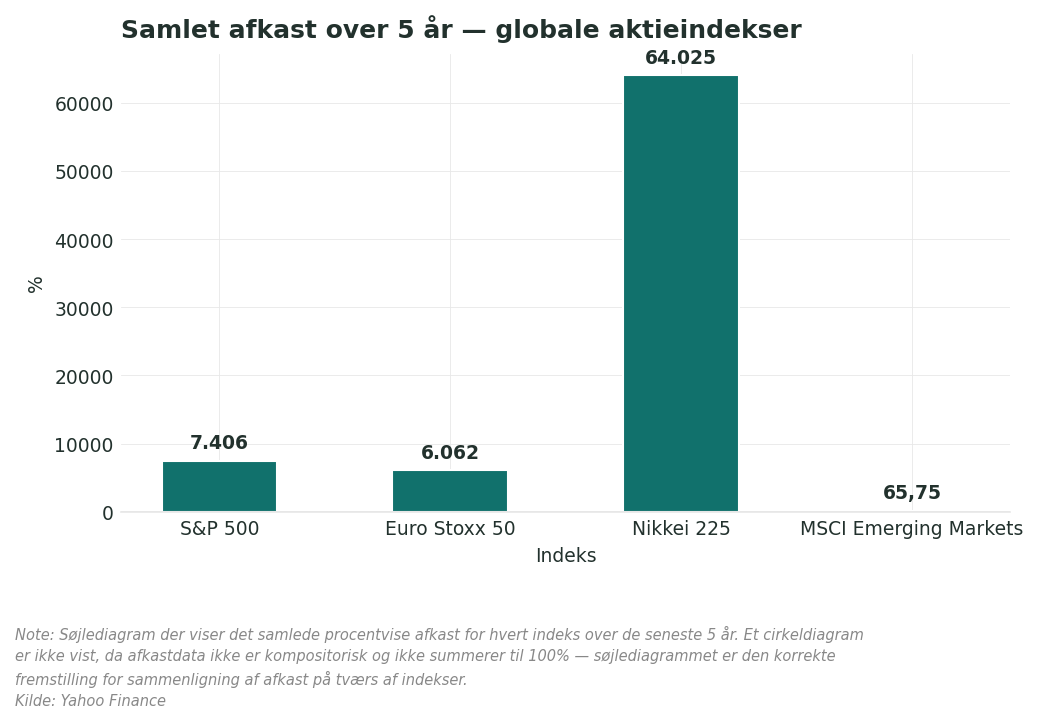 Samlet afkast over 5 år — globale aktieindekser
64.025
60000
50000
40000
%
30000
20000
10000
7.406
6.062
65,75
0
S&P 500
Euro Stoxx 50
Nikkei 225
MSCI Emerging Markets
Indeks
Note: Søjlediagram der viser det samlede procentvise afkast for hvert indeks over de seneste 5 år. Et cirkeldiagram
er ikke vist, da afkastdata ikke er kompositorisk og ikke summerer til 100% — søjlediagrammet er den korrekte
fremstilling for sammenligning af afkast på tværs af indekser.
Kilde: Yahoo Finance